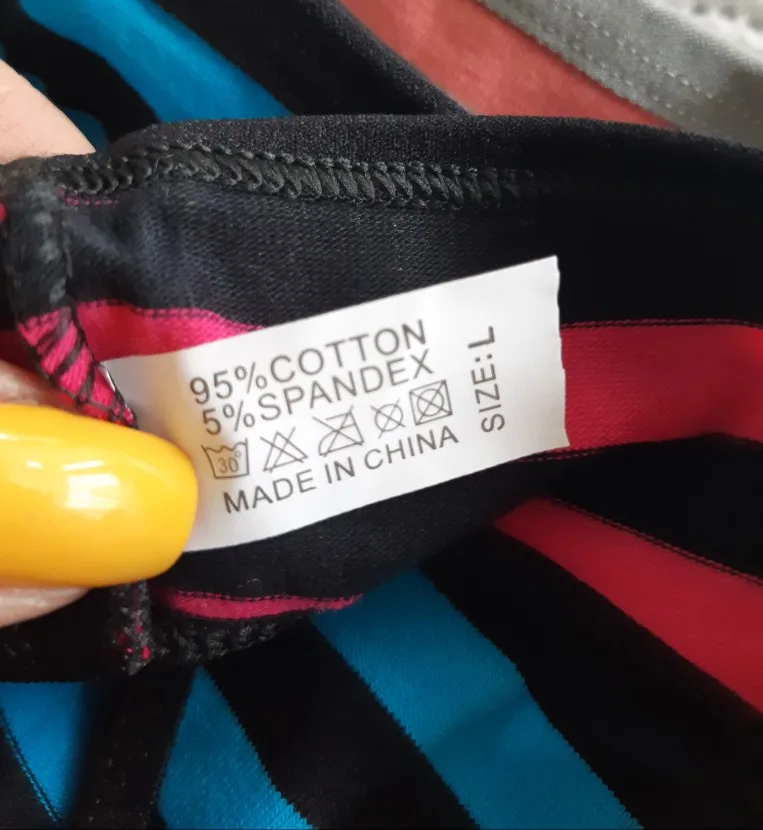 95%COTTON
5%SPANDEX
30°
MADE IN CHINA
SIZE:L